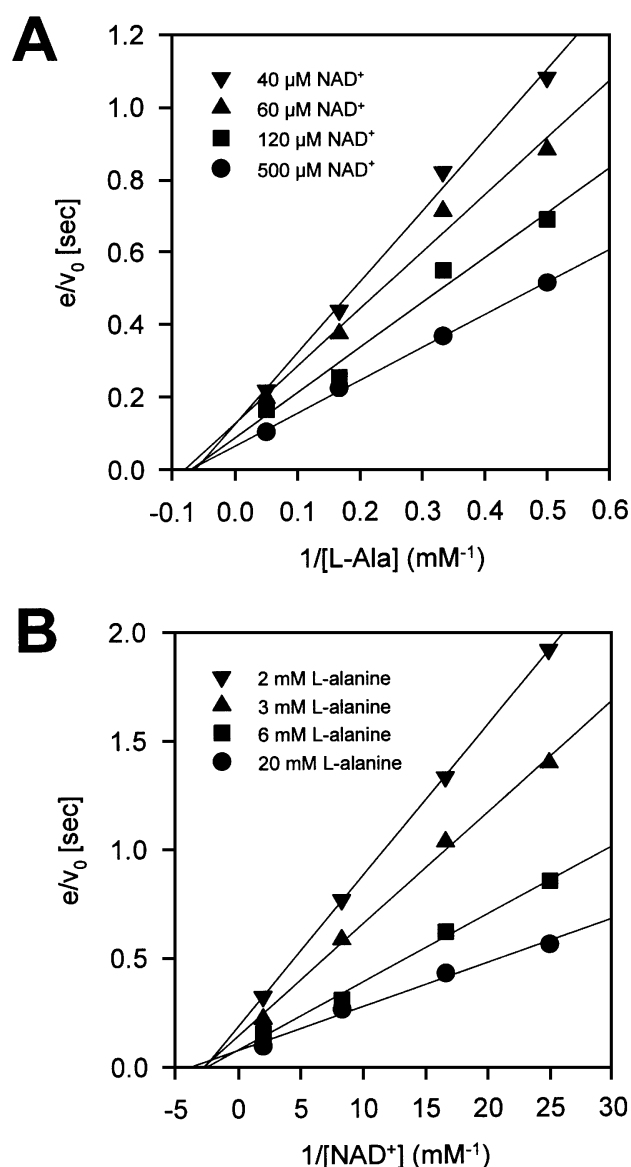 A
1.2
1.0
0.8
0.6
0.4
0.2
0.0
e/v₀ [sec]
40 µM NAD⁺
60 µM NAD⁺
120 µM NAD⁺
500 µM NAD⁺
-0.1 0.0 0.1 0.2 0.3 0.4 0.5 0.6
1/[L-Ala] (mM⁻¹)
B
2.0
1.5
1.0
0.5
0.0
e/v₀ [sec]
2 mM L-alanine
3 mM L-alanine
6 mM L-alanine
20 mM L-alanine
-5 0 5 10 15 20 25 30
1/[NAD⁺] (mM⁻¹)